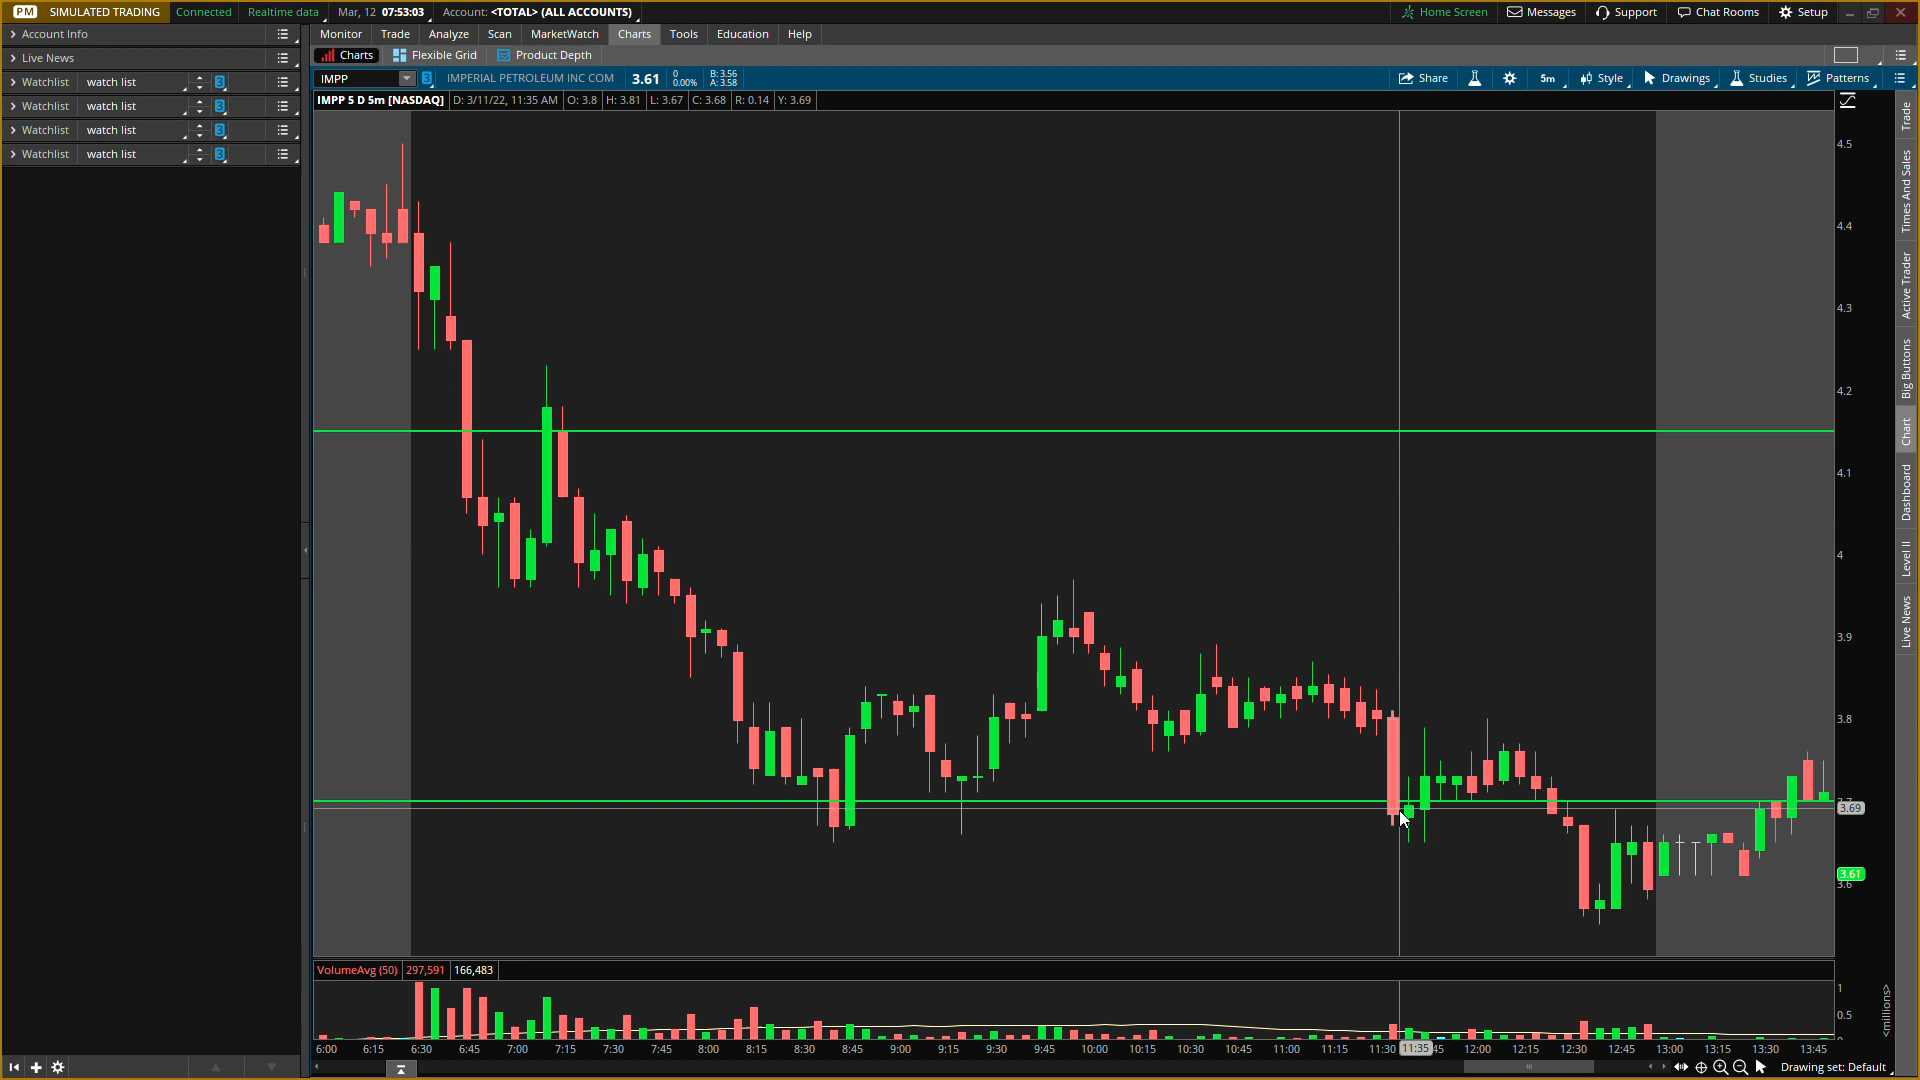 PM SIMULATED TRADING Connected Realtime data Mar, 12 07:53:03 Account: <TOTAL> (ALL ACCOUNTS) Home Screen Messages Support Chat Rooms Setup
Account Info
Live News
Watchlist watch list 3
Watchlist watch list 3
Watchlist watch list 3
Watchlist watch list 3
Monitor Trade Analyze Scan MarketWatch Charts Tools Education Help
Charts Flexible Grid Product Depth
IMPP 3 IMPERIAL PETROLEUM INC COM 3.61 0 0.00% B: 3.56 A: 3.58 Share 5m Style Drawings Studies Patterns
IMPP 5 D 5m [NASDAQ] D: 3/11/22, 11:35 AM O: 3.8 H: 3.81 L: 3.67 C: 3.68 R: 0.14 Y: 3.69
4.5
4.4
4.3
4.2
4.1
4
3.9
3.8
3.69
3.61
3.6
VolumeAvg (50) 297,591 166,483
1
0.5
<millions>
6:00 6:15 6:30 6:45 7:00 7:15 7:30 7:45 8:00 8:15 8:30 8:45 9:00 9:15 9:30 9:45 10:00 10:15 10:30 10:45 11:00 11:15 11:30 11:35 12:00 12:15 12:30 12:45 13:00 13:15 13:30 13:45
Drawing set: Default
Trade
Times And Sales
Active Trader
Big Buttons
Chart
Dashboard
Level II
Live News